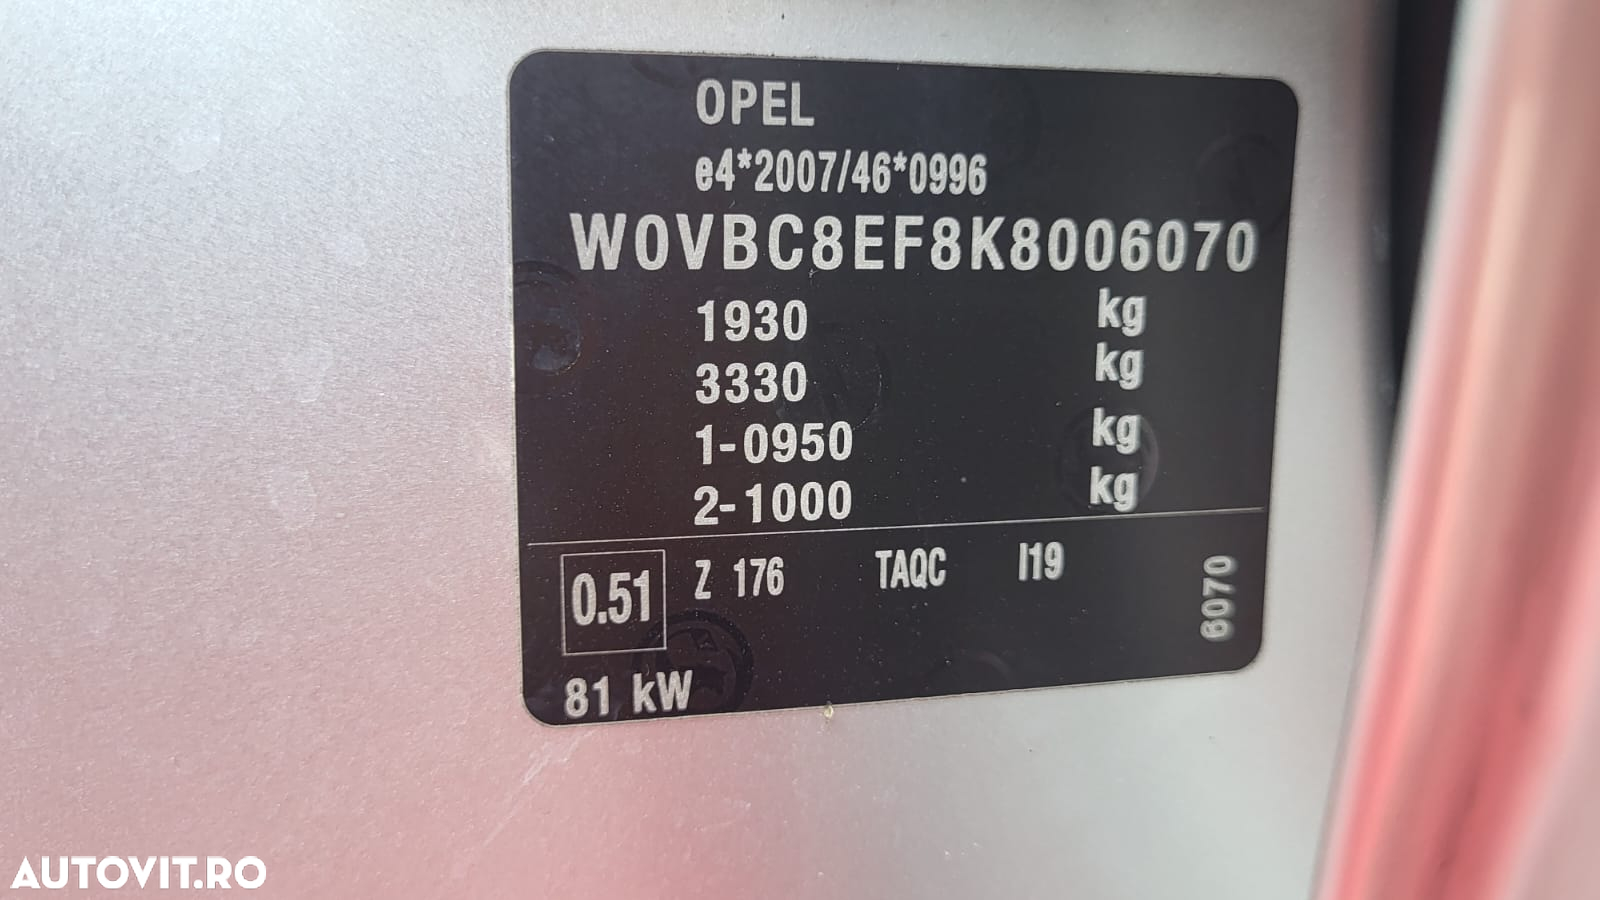 OPEL
e4*2007/46*0996
W0VBC8EF8K8006070
1930 kg
3330 kg
1-0950 kg
2-1000 kg
0.51 Z 176 TAQC I19
6070
81 kW
AUTOVIT.RO